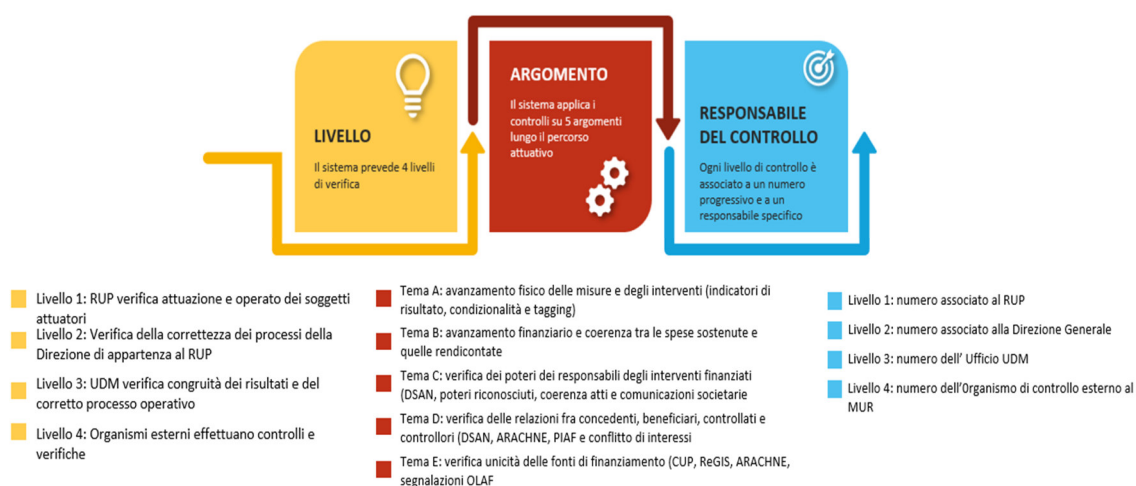 LIVELLO
Il sistema prevede 4 livelli
di verifica
ARGOMENTO
Il sistema applica i
controlli su 5 argomenti
lungo il percorso
attuativo
RESPONSABILE
DEL CONTROLLO
Ogni livello di controllo è
associato a un numero
progressivo e a un
responsabile specifico
Livello 1: RUP verifica attuazione e operato dei soggetti
attuatori
Livello 2: Verifica della correttezza dei processi della
Direzione di appartenza al RUP
Livello 3: UDM verifica congruità dei risultati e del
corretto processo operativo
Livello 4: Organismi esterni effettuano controlli e
verifiche
Tema A: avanzamento fisico delle misure e degli interventi (indicatori di
risultato, condizionalità e tagging)
Tema B: avanzamento finanziario e coerenza tra le spese sostenute e
quelle rendicontate
Tema C: verifica dei poteri dei responsabili degli interventi finanziati
(DSAN, poteri riconosciuti, coerenza atti e comunicazioni societarie
Tema D: verifica delle relazioni fra concedenti, beneficiari, controllati e
controllori (DSAN, ARACHNE, PIAF e conflitto di interessi
Tema E: verifica unicità delle fonti di finanziamento (CUP, ReGIS, ARACHNE,
segnalazioni OLAF
Livello 1: numero associato al RUP
Livello 2: numero associato alla Direzione Generale
Livello 3: numero dell' Ufficio UDM
Livello 4: numero dell'0rganismo di controllo esterno al
MUR